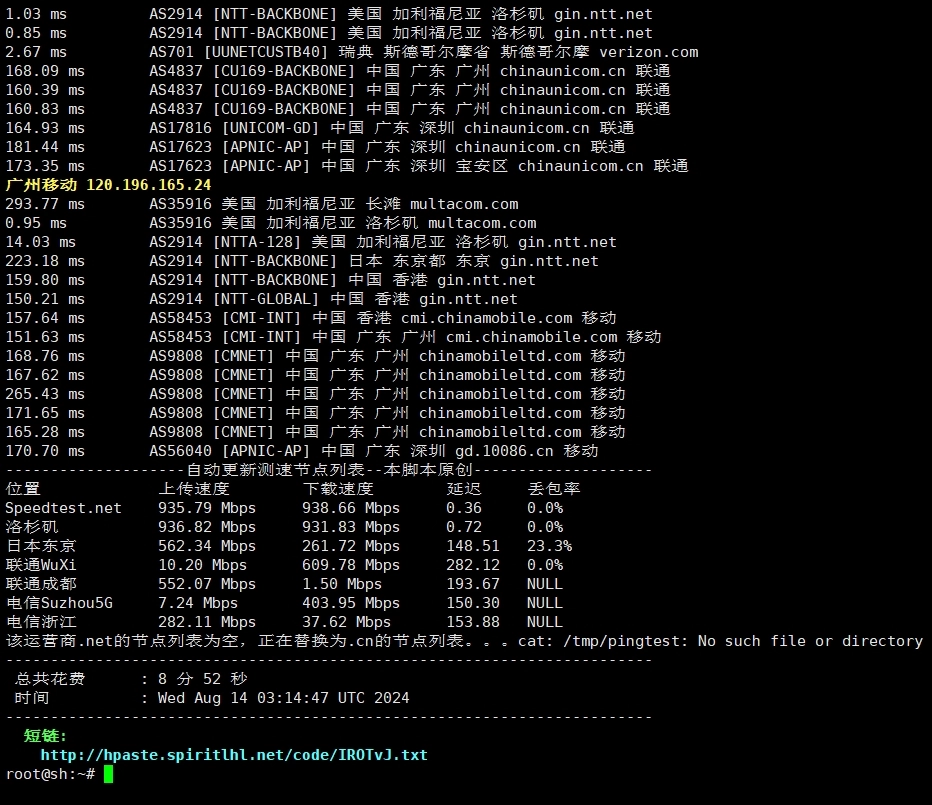 1.03 ms AS2914 [NTT-BACKBONE] 美国 加利福尼亚 洛杉矶 gin.ntt.net
0.85 ms AS2914 [NTT-BACKBONE] 美国 加利福尼亚 洛杉矶 gin.ntt.net
2.67 ms AS701 [UUNETCUSTB40] 瑞典 斯德哥尔摩省 斯德哥尔摩 verizon.com
168.09 ms AS4837 [CU169-BACKBONE] 中国 广东 广州 chinaunicom.cn 联通
160.39 ms AS4837 [CU169-BACKBONE] 中国 广东 广州 chinaunicom.cn 联通
160.83 ms AS4837 [CU169-BACKBONE] 中国 广东 广州 chinaunicom.cn 联通
164.93 ms AS17816 [UNICOM-GD] 中国 广东 深圳 chinaunicom.cn 联通
181.44 ms AS17623 [APNIC-AP] 中国 广东 深圳 chinaunicom.cn 联通
173.35 ms AS17623 [APNIC-AP] 中国 广东 深圳 宝安区 chinaunicom.cn 联通
广州移动 120.196.165.24
293.77 ms AS35916 美国 加利福尼亚 长滩 multacom.com
0.95 ms AS35916 美国 加利福尼亚 洛杉矶 multacom.com
14.03 ms AS2914 [NTTA-128] 美国 加利福尼亚 洛杉矶 gin.ntt.net
223.18 ms AS2914 [NTT-BACKBONE] 日本 东京都 东京 gin.ntt.net
159.80 ms AS2914 [NTT-BACKBONE] 中国 香港 gin.ntt.net
150.21 ms AS2914 [NTT-GLOBAL] 中国 香港 gin.ntt.net
157.64 ms AS58453 [CMI-INT] 中国 香港 cmi.chinamobile.com 移动
151.63 ms AS58453 [CMI-INT] 中国 广东 广州 cmi.chinamobile.com 移动
168.76 ms AS9808 [CMNET] 中国 广东 广州 chinamobileltd.com 移动
167.62 ms AS9808 [CMNET] 中国 广东 广州 chinamobileltd.com 移动
265.43 ms AS9808 [CMNET] 中国 广东 广州 chinamobileltd.com 移动
171.65 ms AS9808 [CMNET] 中国 广东 广州 chinamobileltd.com 移动
165.28 ms AS9808 [CMNET] 中国 广东 广州 chinamobileltd.com 移动
170.70 ms AS56040 [APNIC-AP] 中国 广东 深圳 gd.10086.cn 移动
--------------------自动更新测速节点列表--本脚本原创--------------------
位置 上传速度 下载速度 延迟 丢包率
Speedtest.net 935.79 Mbps 938.66 Mbps 0.36 0.0%
洛杉矶 936.82 Mbps 931.83 Mbps 0.72 0.0%
日本东京 562.34 Mbps 261.72 Mbps 148.51 23.3%
联通WuXi 10.20 Mbps 609.78 Mbps 282.12 0.0%
联通成都 552.07 Mbps 1.50 Mbps 193.67 NULL
电信Suzhou5G 7.24 Mbps 403.95 Mbps 150.30 NULL
电信浙江 282.11 Mbps 37.62 Mbps 153.88 NULL
该运营商.net的节点列表为空，正在替换为.cn的节点列表。。。cat: /tmp/pingtest: No such file or directory
------------------------------------------------------------------------
总共花费 : 8 分 52 秒
时间 : Wed Aug 14 03:14:47 UTC 2024
------------------------------------------------------------------------
短链:
http://hpaste.spiritlhl.net/code/IROTvJ.txt
root@sh:~#